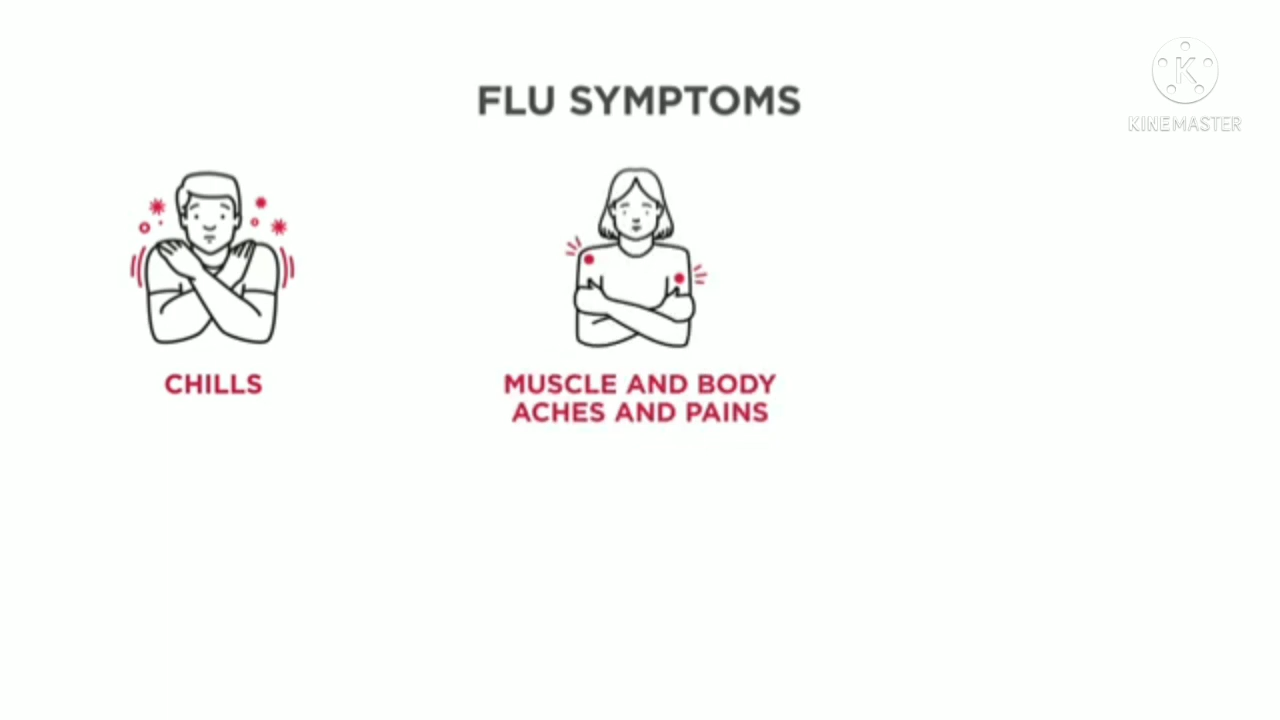 FLU SYMPTOMS
KINEMASTER
CHILLS
MUSCLE AND BODY
ACHES AND PAINS